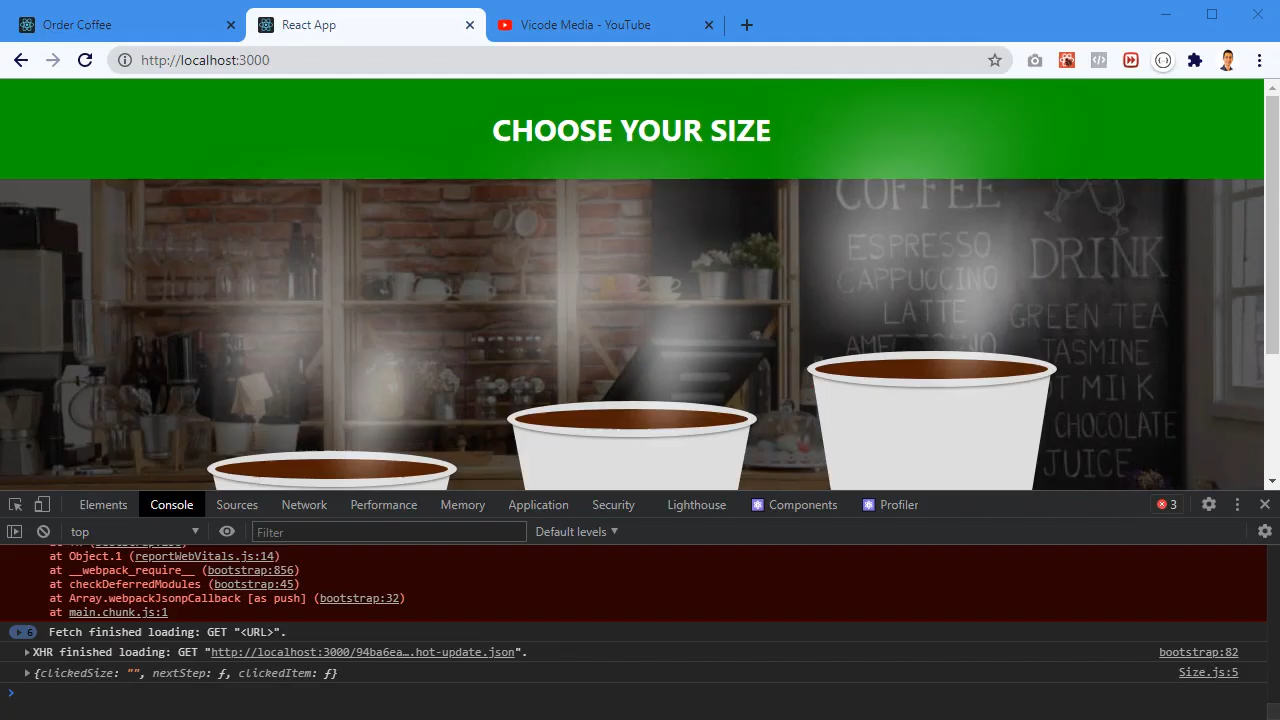 Order Coffee
React App
Vicode Media - YouTube
http://localhost:3000
CHOOSE YOUR SIZE
COFFEE
ESPRESSO
CAPPUCCINO
LATTE
AMERICANO
DRINK
GREEN TEA
JASMINE
HOT MILK
CHOCOLATE
JUICE
Elements Console Sources Network Performance Memory Application Security Lighthouse Components Profiler 3
top Filter Default levels
at Object.1 (reportWebVitals.js:14)
at __webpack_require__ (bootstrap:856)
at checkDeferredModules (bootstrap:45)
at Array.webpackJsonpCallback [as push] (bootstrap:32)
at main.chunk.js:1
6 Fetch finished loading: GET "<URL>".
XHR finished loading: GET "http://localhost:3000/94ba6ea….hot-update.json". bootstrap:82
{clickedSize: "", nextStep: ƒ, clickedItem: ƒ} Size.js:5